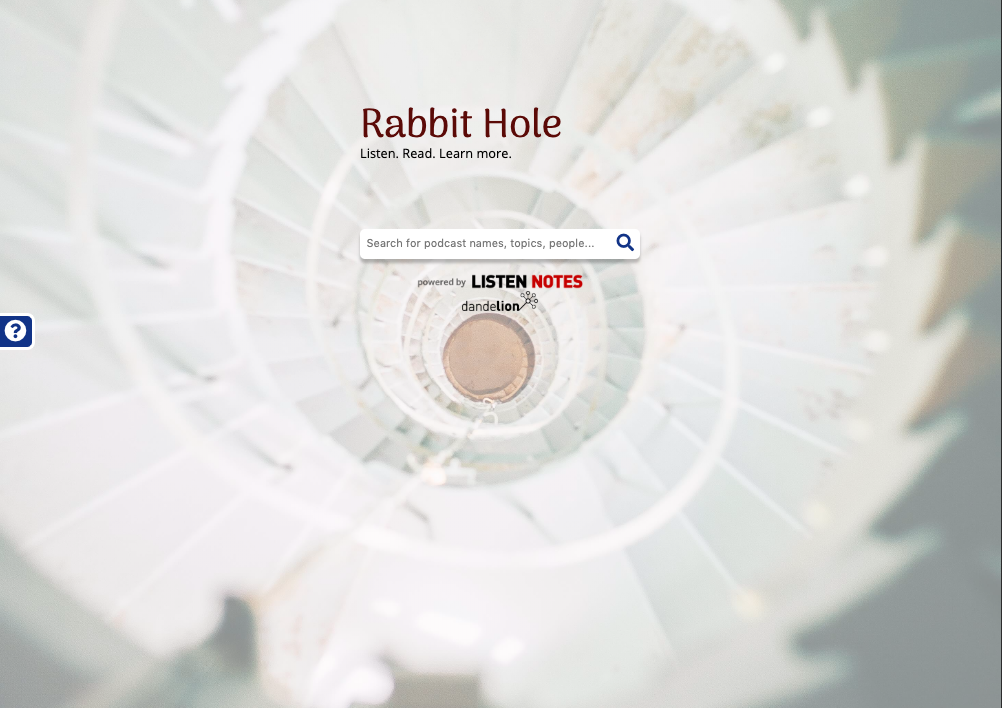 Rabbit Hole
Listen. Read. Learn more.
Search for podcast names, topics, people...
powered by LISTEN NOTES
dandelion
?